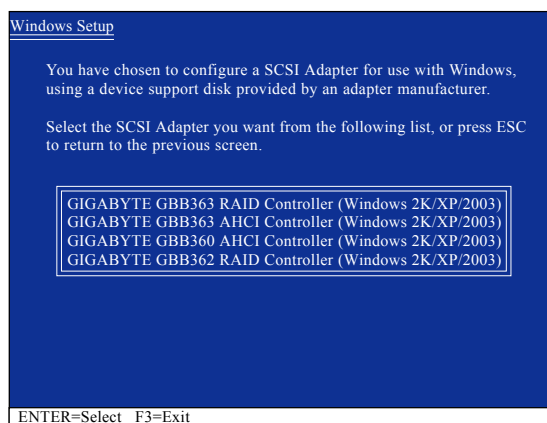 Windows Setup
You have chosen to configure a SCSI Adapter for use with Windows,
using a device support disk provided by an adapter manufacturer.
Select the SCSI Adapter you want from the following list, or press ESC
to return to the previous screen.
GIGABYTE GBB363 RAID Controller (Windows 2K/XP/2003)
GIGABYTE GBB363 AHCI Controller (Windows 2K/XP/2003)
GIGABYTE GBB360 AHCI Controller (Windows 2K/XP/2003)
GIGABYTE GBB362 RAID Controller (Windows 2K/XP/2003)
ENTER=Select F3=Exit